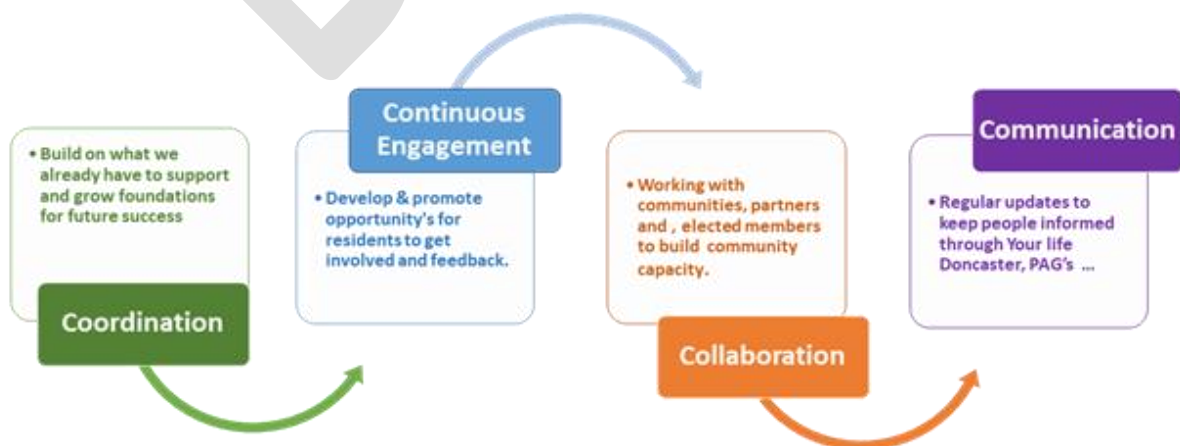 • Build on what we
already have to support
and grow foundations
for future success
Coordination
Continuous
Engagement
• Develop & promote
opportunity's for
residents to get
involved and feedback.
• Working with
communities, partners
and , elected members
to build community
capacity.
Collaboration
Communication
• Regular updates to
keep people informed
through Your life
Doncaster, PAG's ...